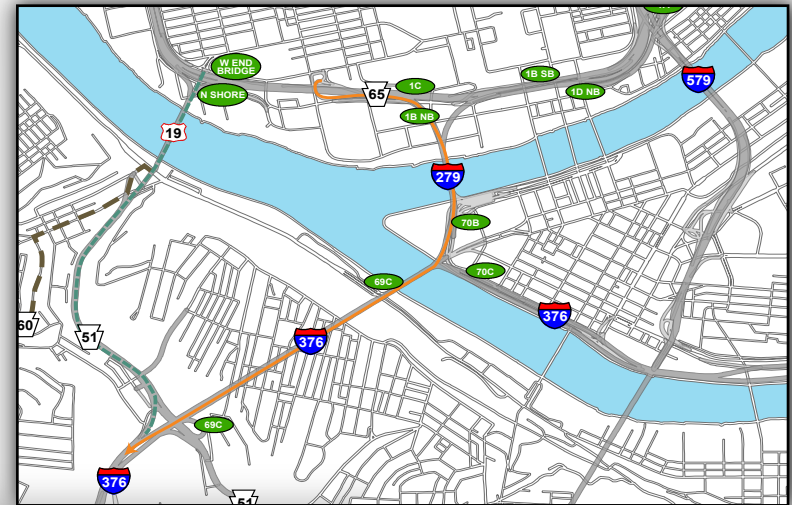 W END
BRIDGE
N SHORE
65
1C
1B NB
1B SB
1D NB
579
19
279
70B
70C
69C
376
376
60
51
69C
376
51